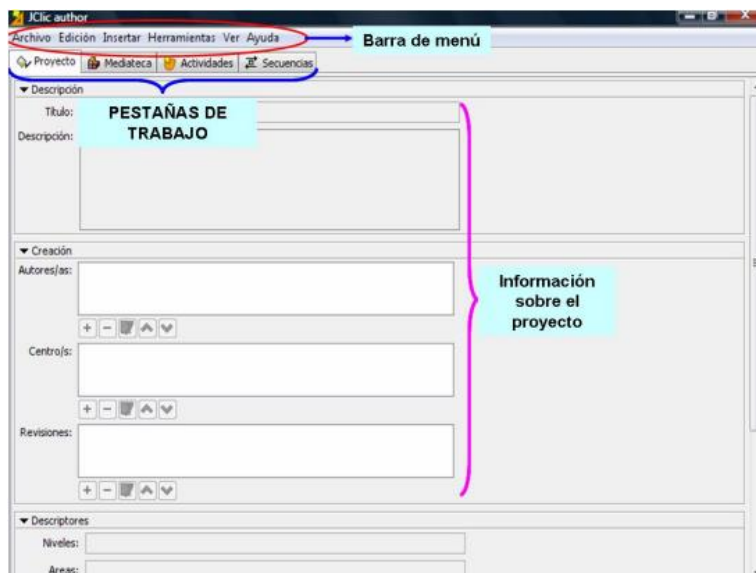 JClic author
Archivo Edición Insertar Herramientas Ver Ayuda
Barra de menú
Proyecto Mediateca Actividades Secuencias
Descripción
Título:
PESTAÑAS DE
TRABAJO
Descripción:
Creación
Autores/as:
Información
sobre el
proyecto
Centro/s:
Revisiones:
Descriptores
Niveles:
Areas: